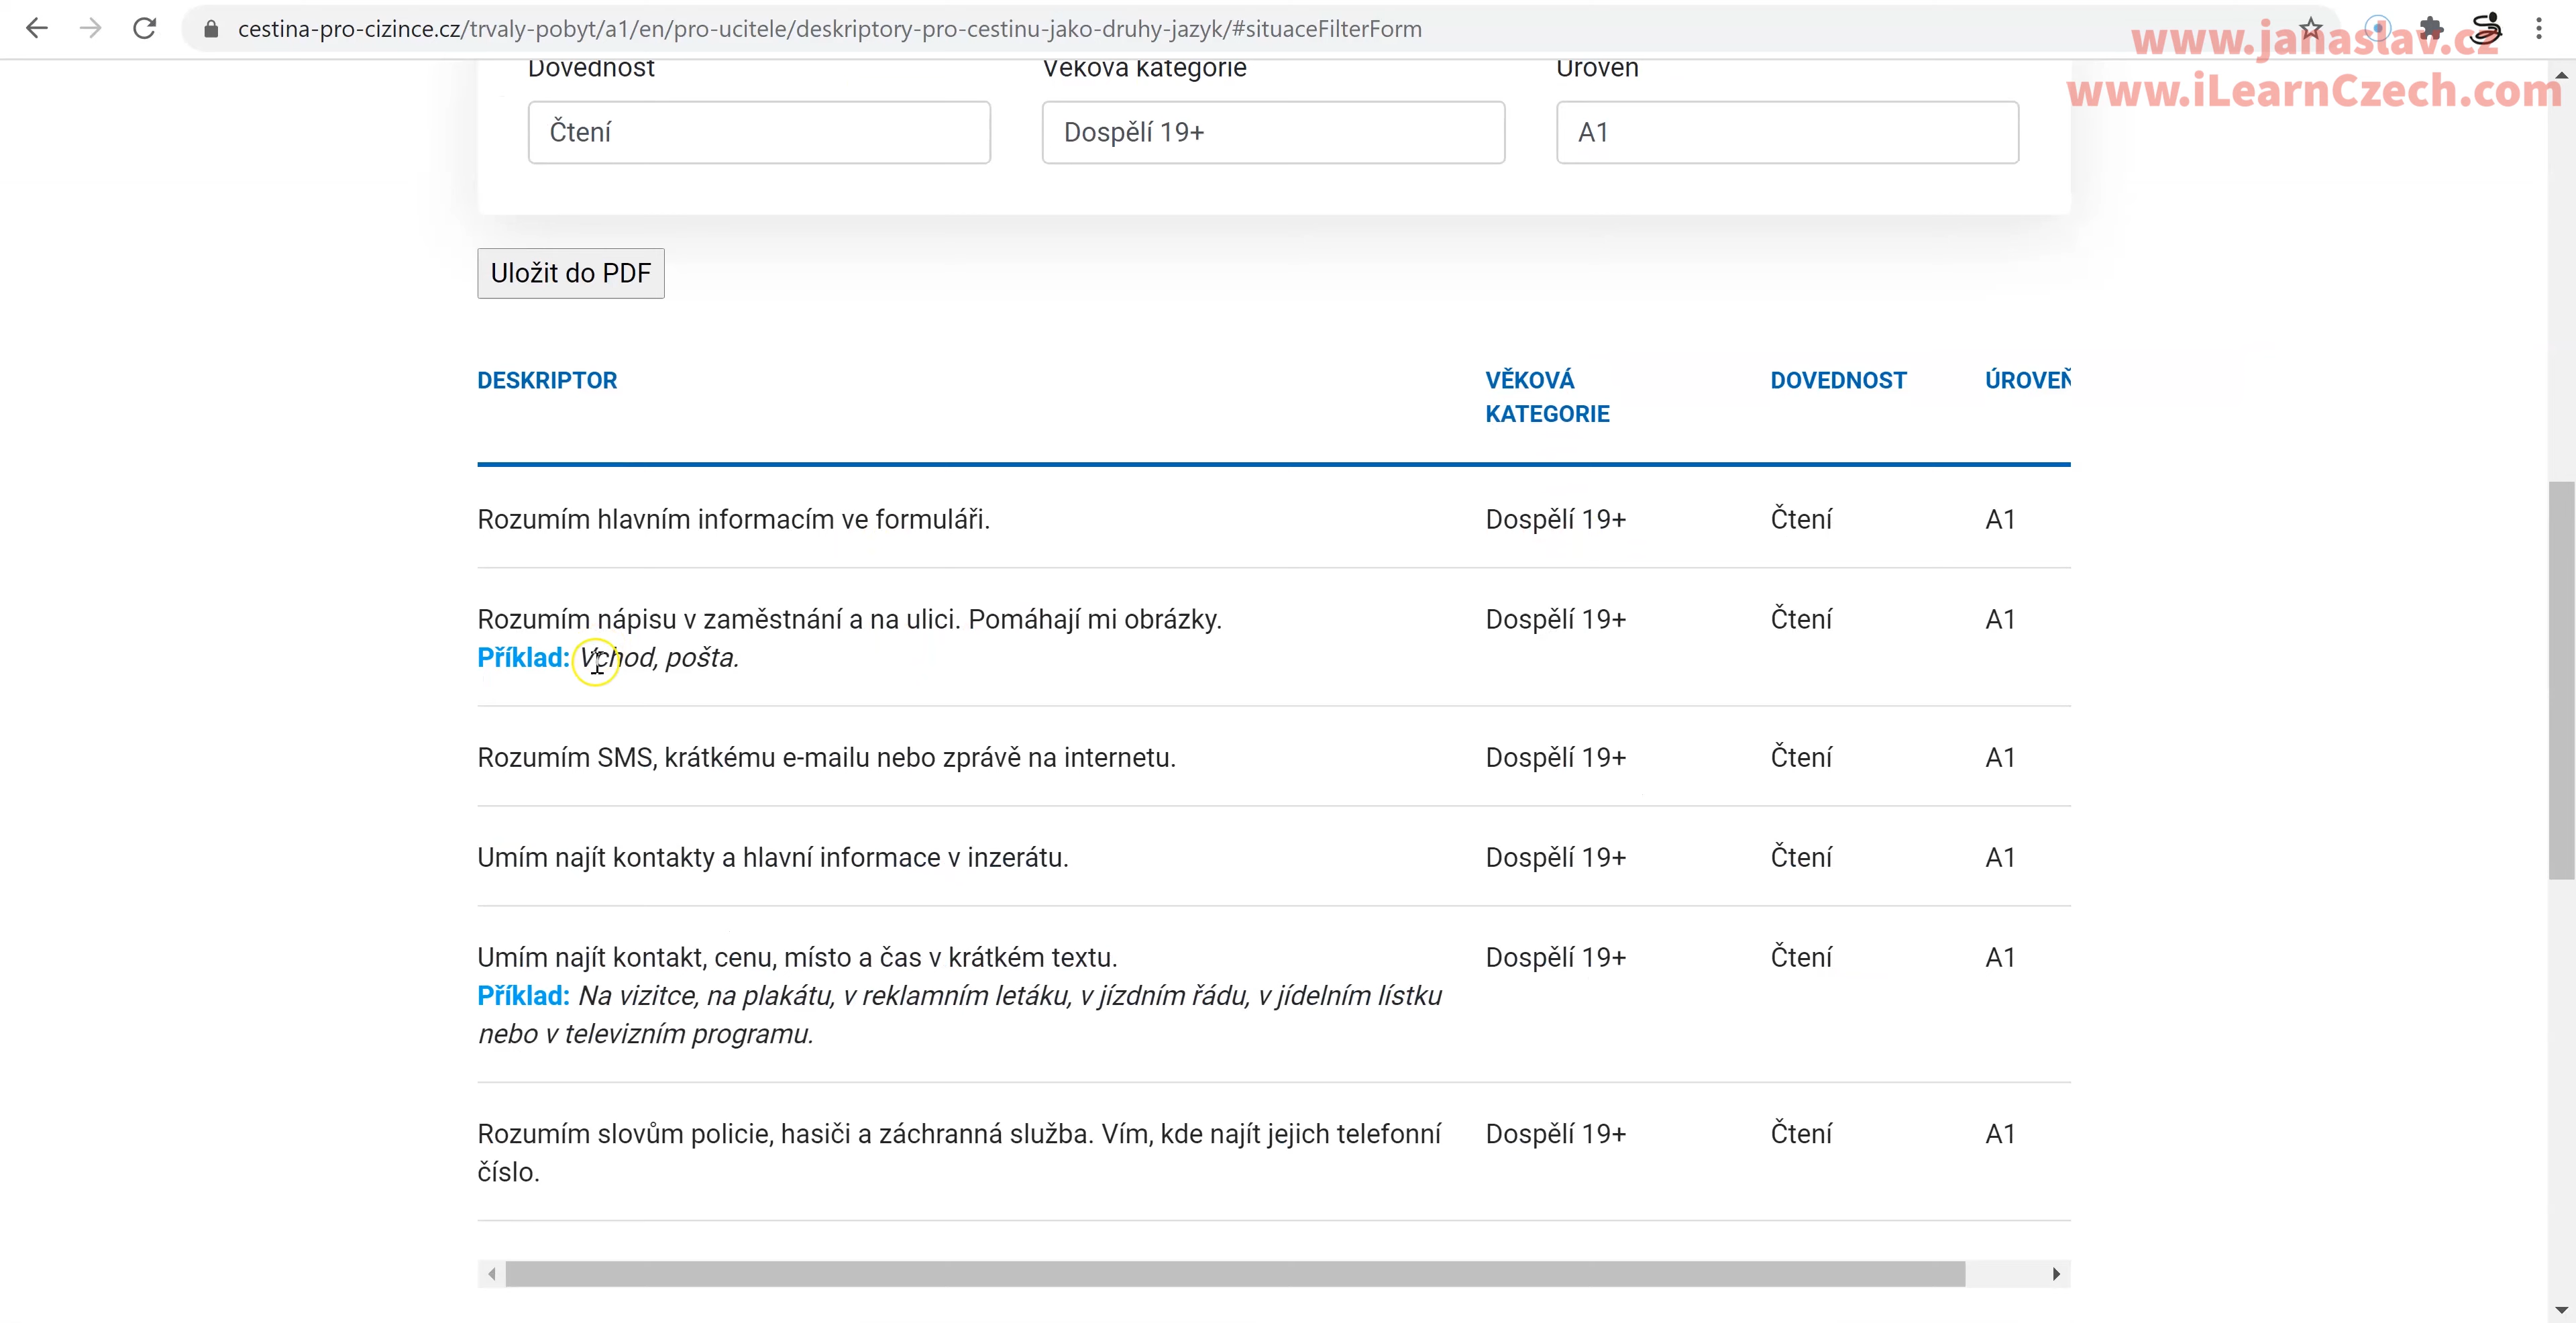 cestina-pro-cizince.cz/trvaly-pobyt/a1/en/pro-ucitele/deskriptory-pro-cestinu-jako-druhy-jazyk/#situaceFilterForm
www.janaslav.cz
www.iLearnCzech.com
Dovednost Věková kategorie Úroveň
Čtení Dospělí 19+ A1
Uložit do PDF
DESKRIPTOR VĚKOVÁ DOVEDNOST ÚROVEŇ
KATEGORIE
Rozumím hlavním informacím ve formuláři. Dospělí 19+ Čtení A1
Rozumím nápisu v zaměstnání a na ulici. Pomáhají mi obrázky. Dospělí 19+ Čtení A1
Příklad: Vchod, pošta.
Rozumím SMS, krátkému e-mailu nebo zprávě na internetu. Dospělí 19+ Čtení A1
Umím najít kontakty a hlavní informace v inzerátu. Dospělí 19+ Čtení A1
Umím najít kontakt, cenu, místo a čas v krátkém textu. Dospělí 19+ Čtení A1
Příklad: Na vizitce, na plakátu, v reklamním letáku, v jízdním řádu, v jídelním lístku
nebo v televizním programu.
Rozumím slovům policie, hasiči a záchranná služba. Vím, kde najít jejich telefonní Dospělí 19+ Čtení A1
číslo.